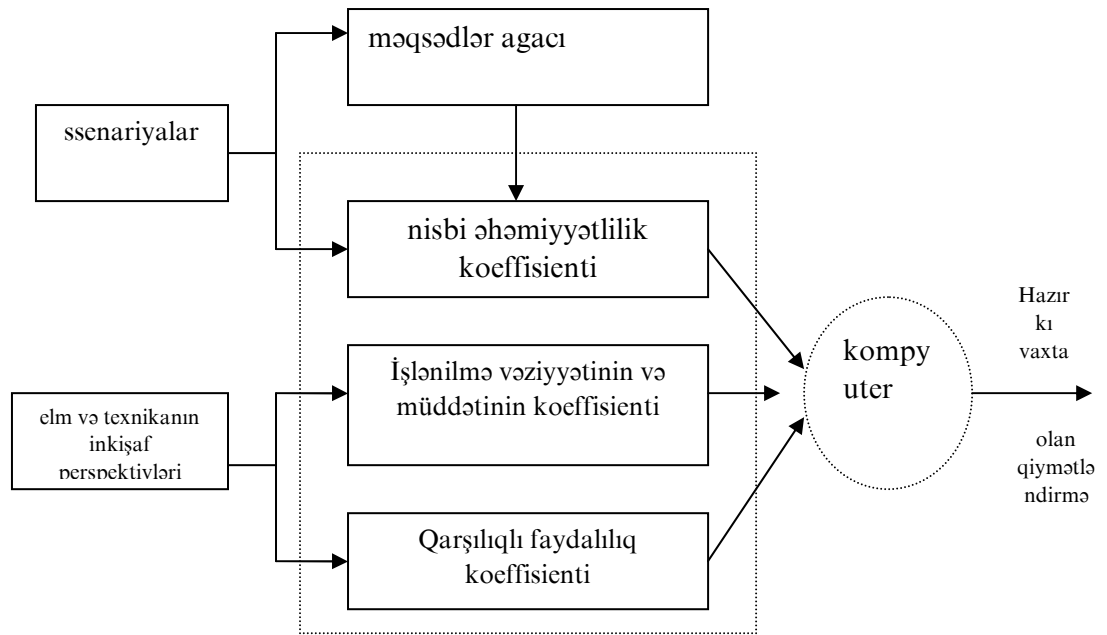 məqsədlər agacı
ssenariyalar
nisbi əhəmiyyətlilik
koeffisienti
İşlənilmə vəziyyətinin və
müddətinin koeffisienti
elm və texnikanın
inkişaf
perspektivləri
Qarşılıqlı faydalılıq
koeffisienti
kompy
uter
Hazır
kı
vaxta
olan
qiymətlə
ndirmə